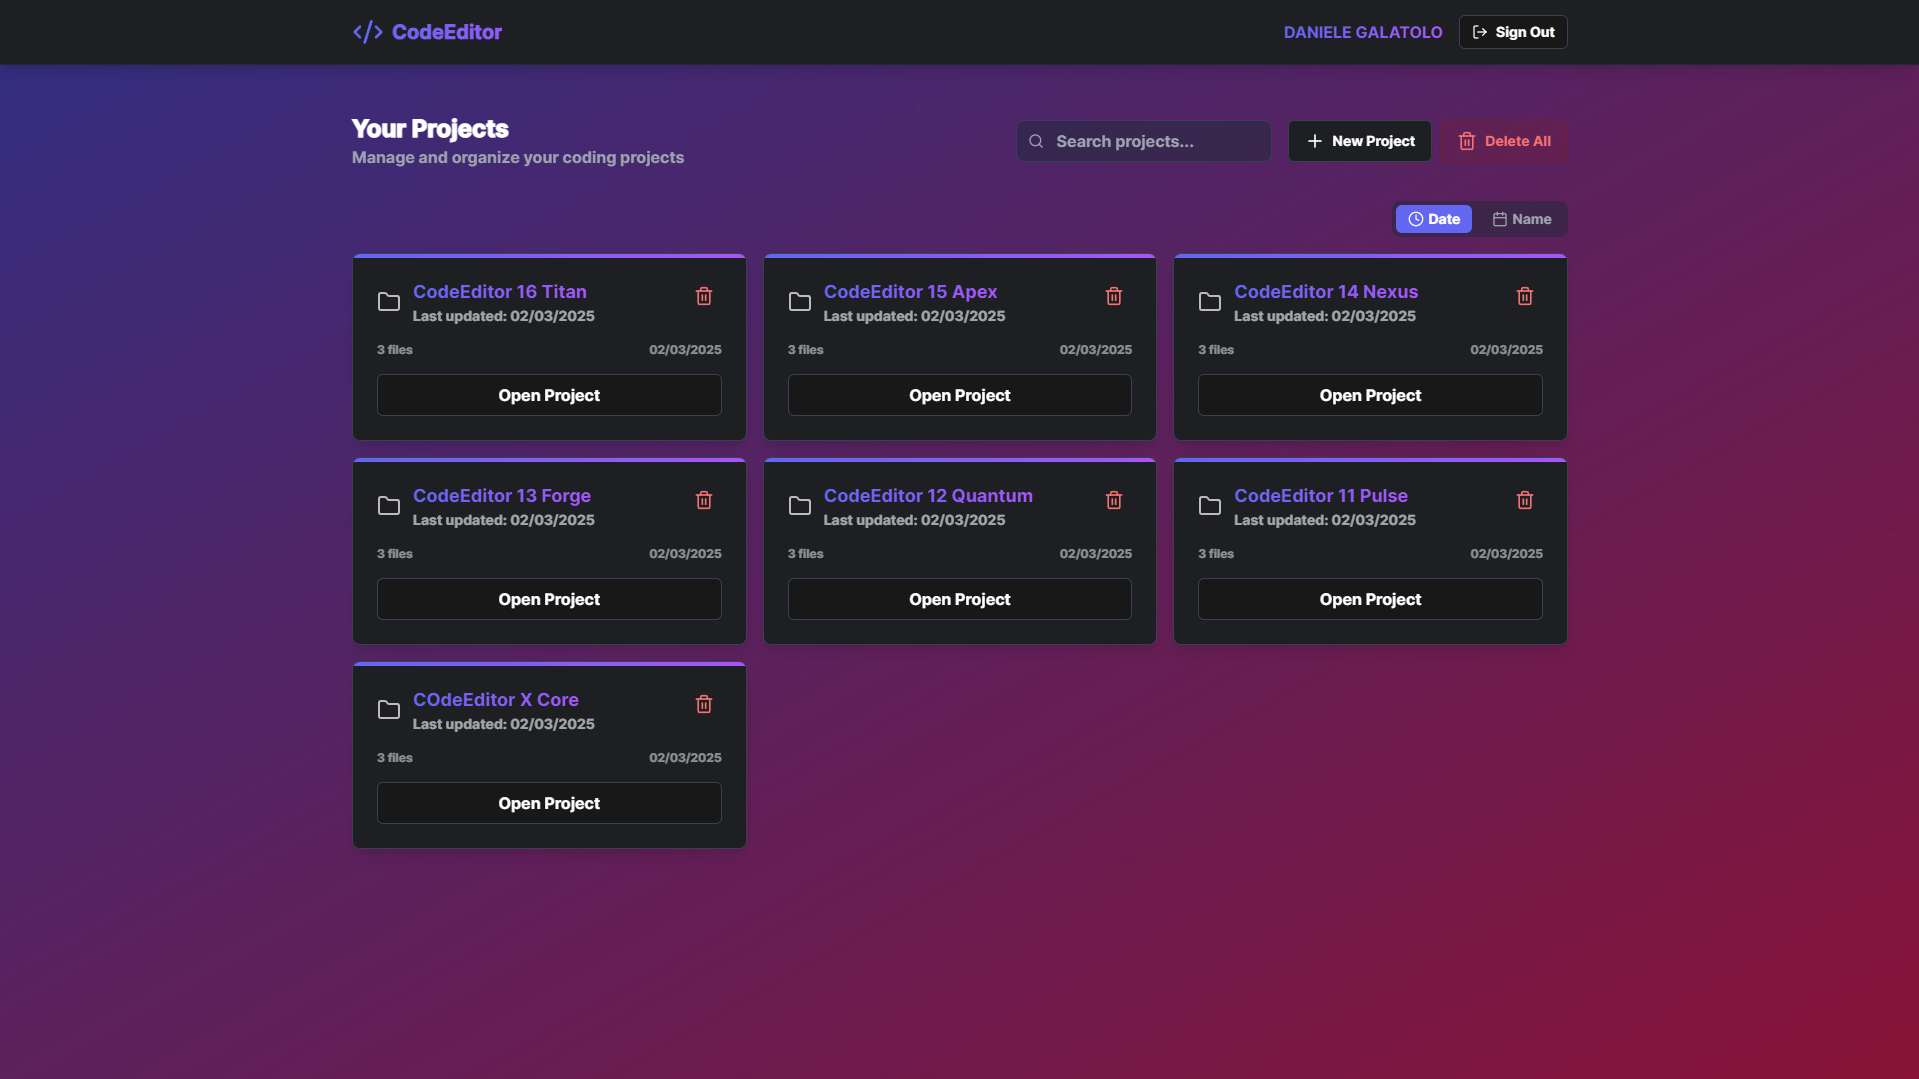 CodeEditor
DANIELE GALATOLO
Sign Out
Your Projects
Manage and organize your coding projects
Search projects...
New Project
Delete All
Date
Name
CodeEditor 16 Titan
Last updated: 02/03/2025
3 files
02/03/2025
Open Project
CodeEditor 15 Apex
Last updated: 02/03/2025
3 files
02/03/2025
Open Project
CodeEditor 14 Nexus
Last updated: 02/03/2025
3 files
02/03/2025
Open Project
CodeEditor 13 Forge
Last updated: 02/03/2025
3 files
02/03/2025
Open Project
CodeEditor 12 Quantum
Last updated: 02/03/2025
3 files
02/03/2025
Open Project
CodeEditor 11 Pulse
Last updated: 02/03/2025
3 files
02/03/2025
Open Project
COdeEditor X Core
Last updated: 02/03/2025
3 files
02/03/2025
Open Project